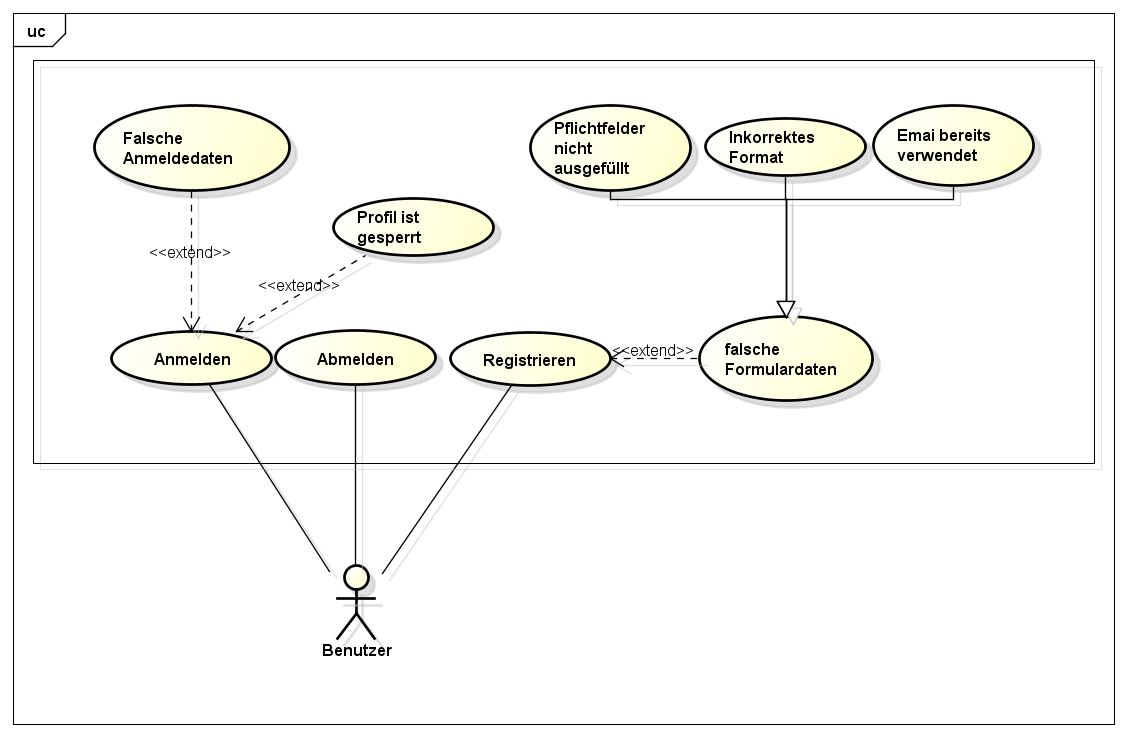 uc
Falsche
Anmeldedaten
Pflichtfelder
nicht
ausgefüllt
Inkorrektes
Format
Emai bereits
verwendet
Profil ist
gesperrt
<<extend>>
<<extend>>
Anmelden
Abmelden
Registrieren
<<extend>>
falsche
Formulardaten
Benutzer